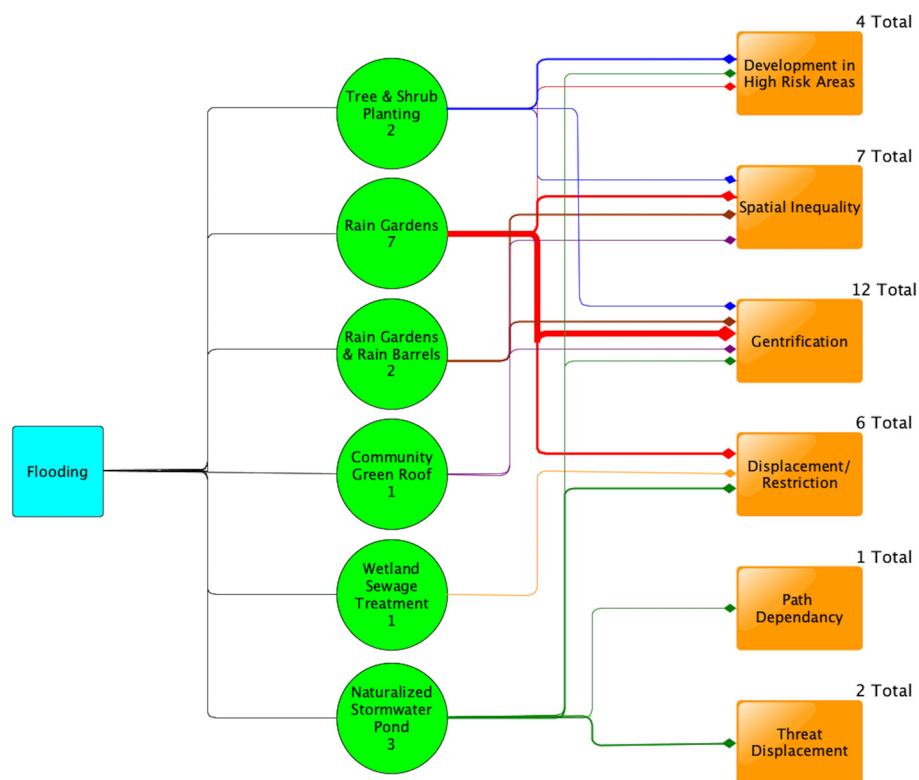 Flooding
Tree & Shrub
Planting
2
Rain Gardens
7
Rain Gardens
& Rain Barrels
2
Community
Green Roof
1
Wetland
Sewage
Treatment
1
Naturalized
Stormwater
Pond
3
4 Total
Development in
High Risk Areas
7 Total
Spatial Inequality
12 Total
Gentrification
6 Total
Displacement/
Restriction
1 Total
Path
Dependancy
2 Total
Threat
Displacement